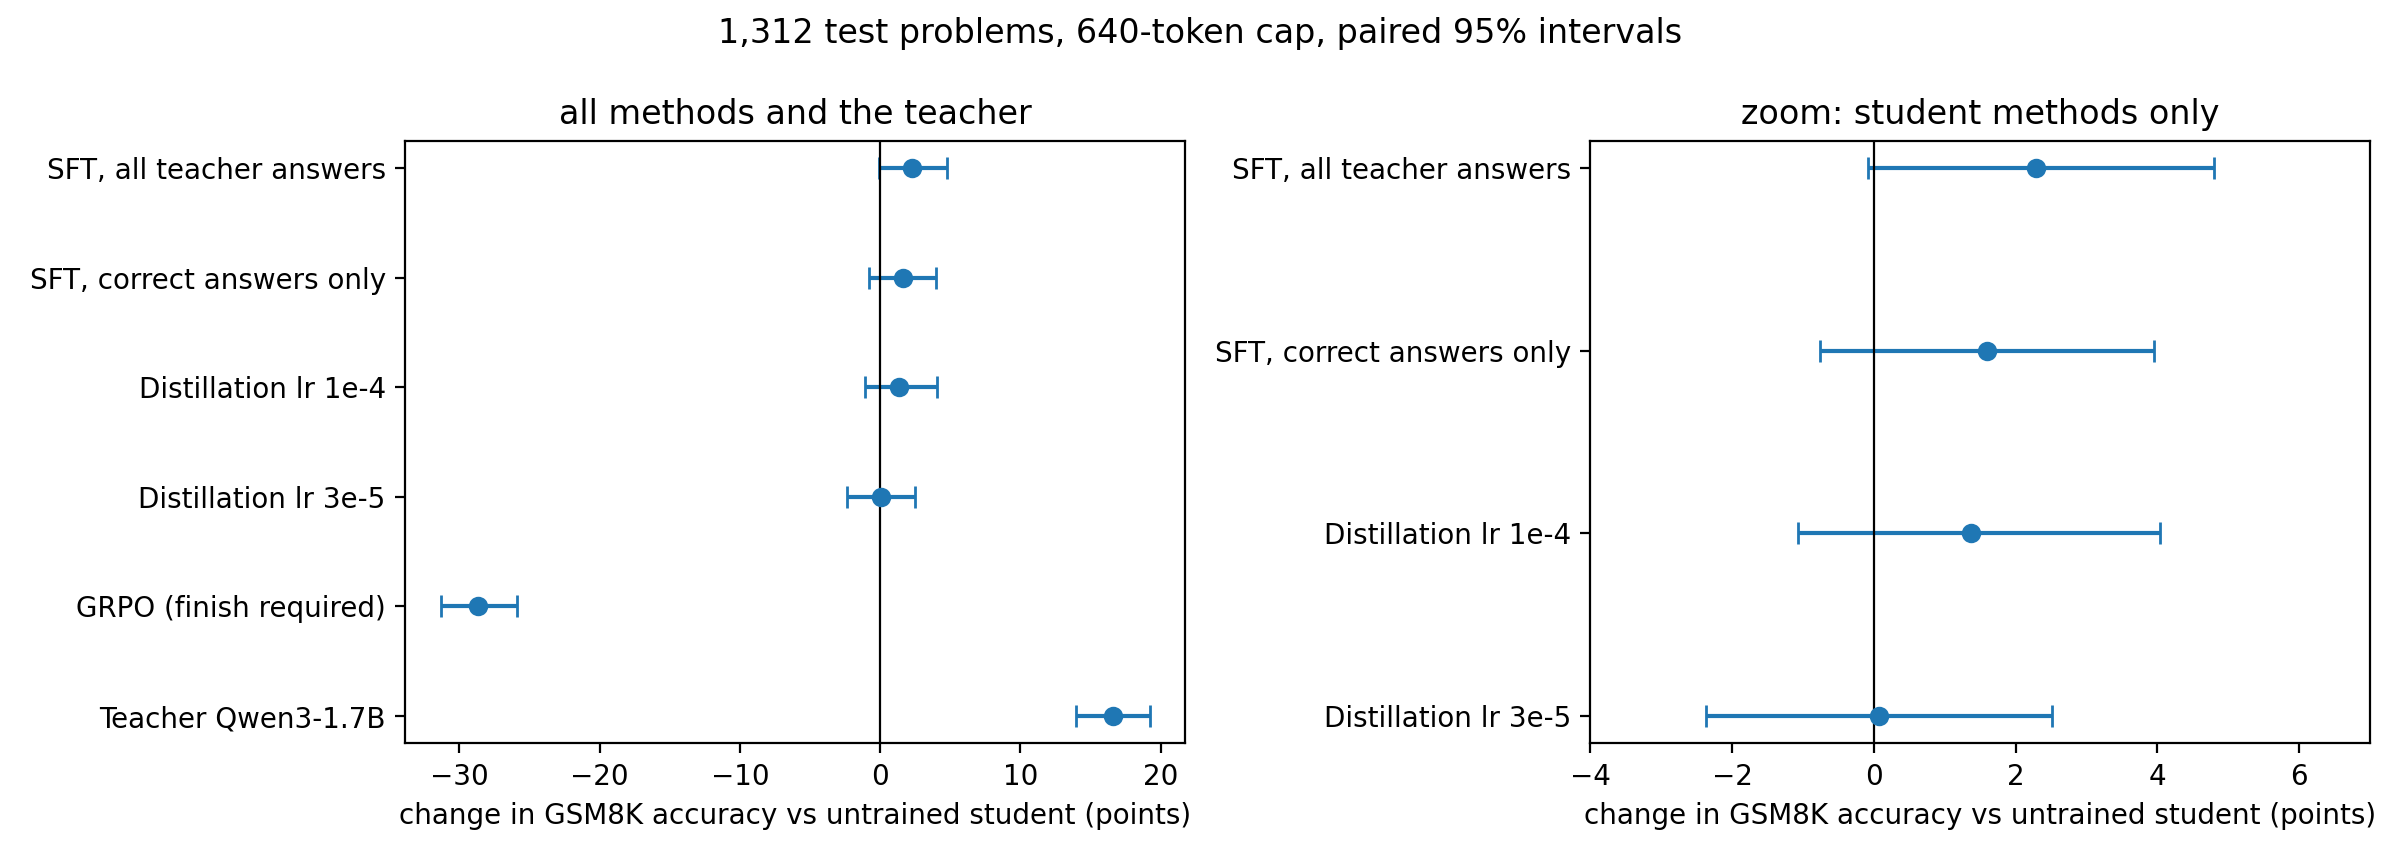 1,312 test problems, 640-token cap, paired 95% intervals
all methods and the teacher
SFT, all teacher answers
SFT, correct answers only
Distillation lr 1e-4
Distillation lr 3e-5
GRPO (finish required)
Teacher Qwen3-1.7B
−30 −20 −10 0 10 20
change in GSM8K accuracy vs untrained student (points)
zoom: student methods only
SFT, all teacher answers
SFT, correct answers only
Distillation lr 1e-4
Distillation lr 3e-5
−4 −2 0 2 4 6
change in GSM8K accuracy vs untrained student (points)